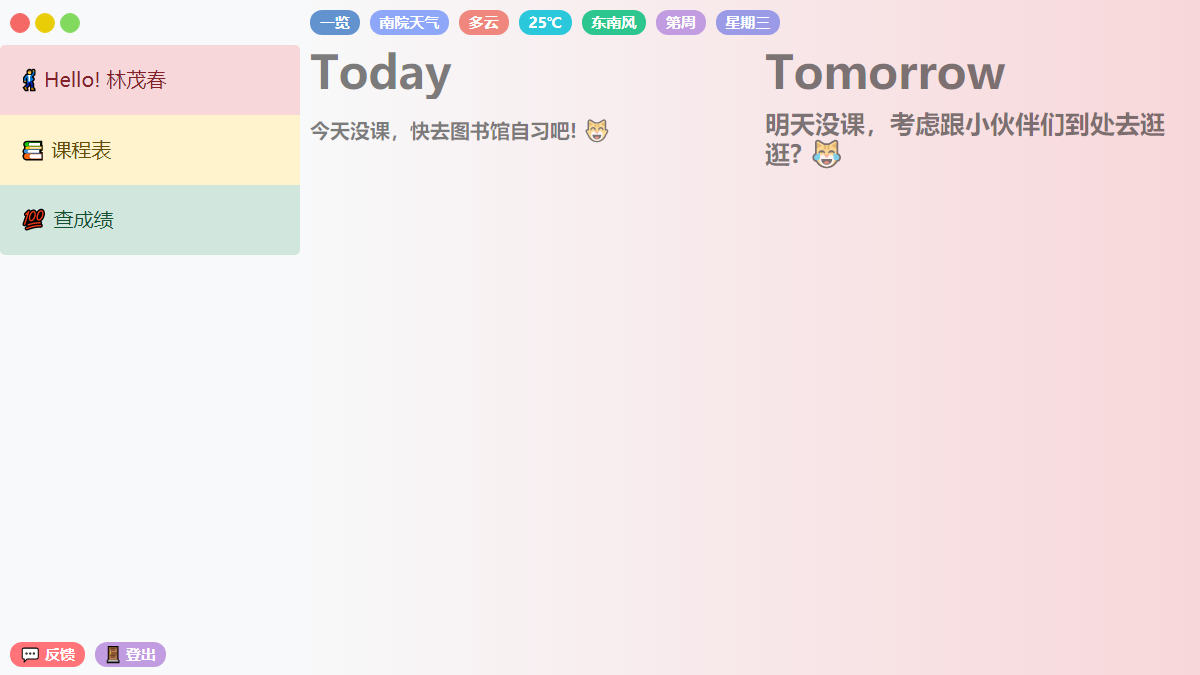 一览 南院天气 多云 25℃ 东南风 第周 星期三
Hello! 林茂春
课程表
查成绩
Today
今天没课，快去图书馆自习吧!
Tomorrow
明天没课，考虑跟小伙伴们到处去逛
逛?
反馈 登出